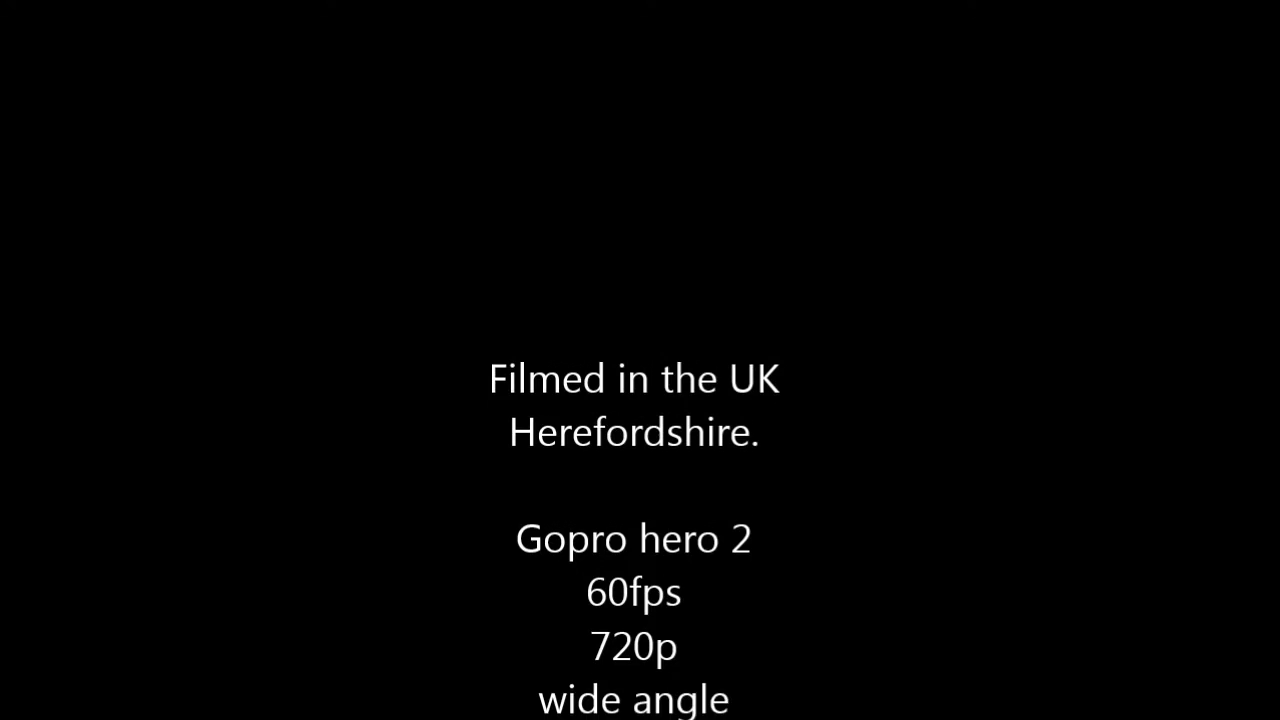 Filmed in the UK
Herefordshire.
Gopro hero 2
60fps
720p
wide angle